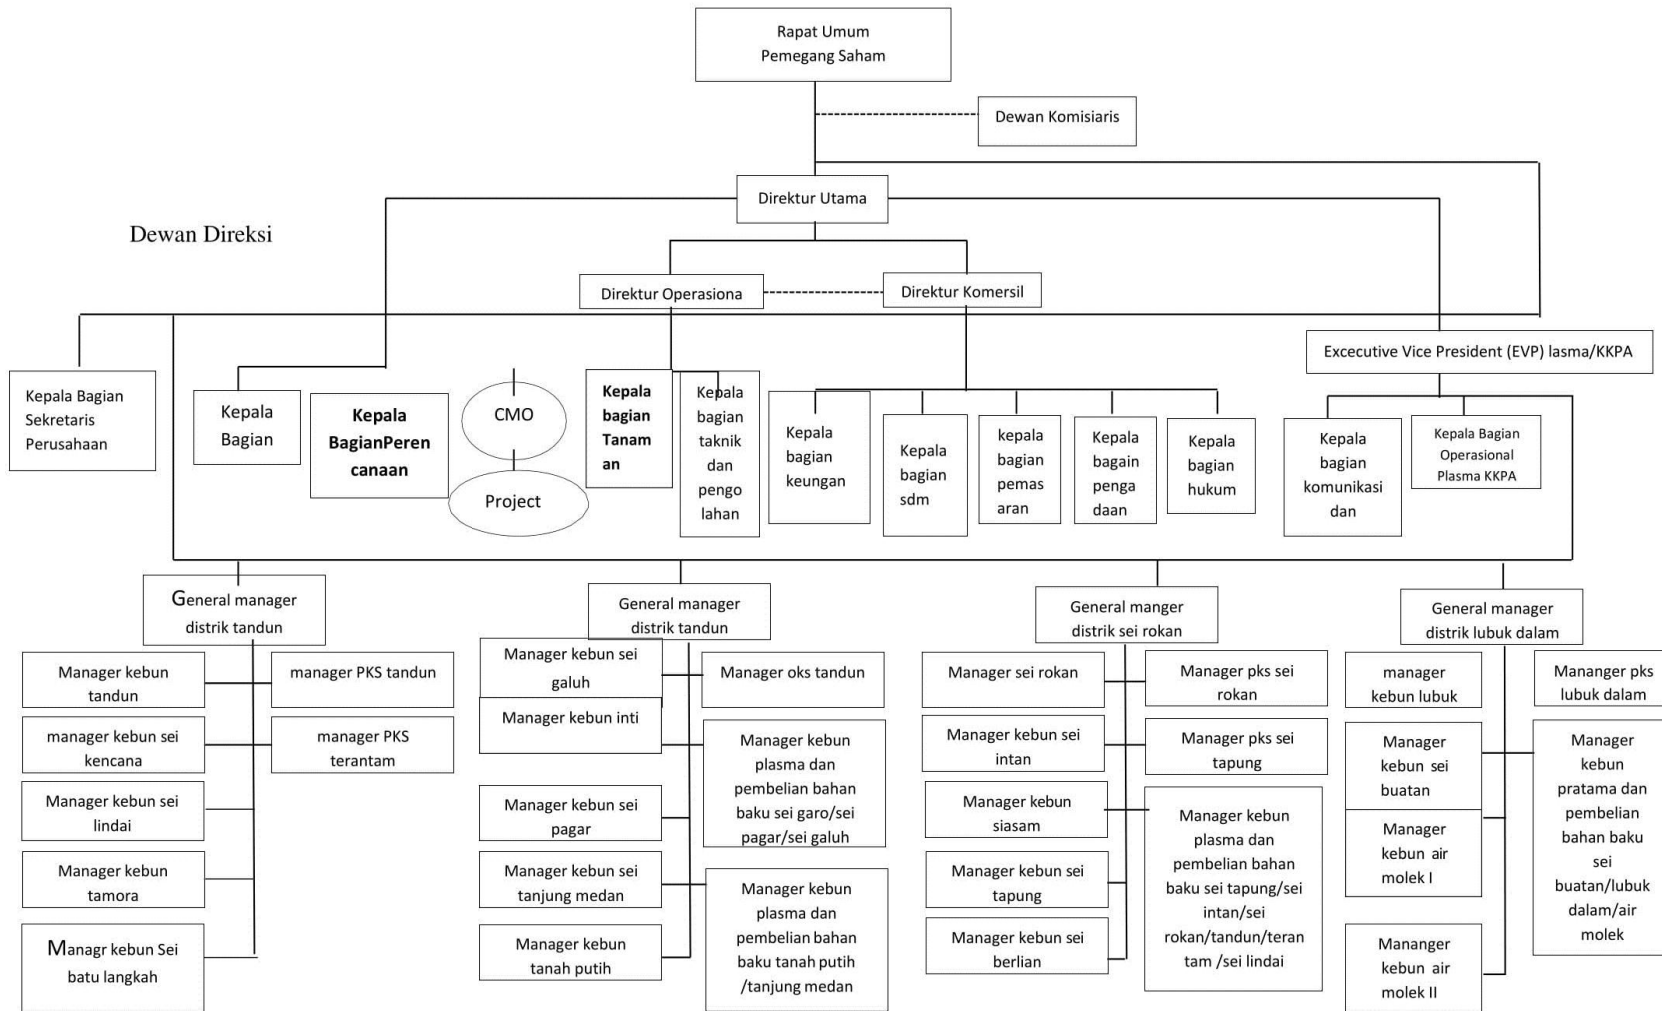 Rapat Umum
Pemegang Saham
Dewan Komisiaris
Direktur Utama
Dewan Direksi
Direktur Operasiona
Direktur Komersil
Excecutive Vice President (EVP) lasma/KKPA
Kepala Bagian
Sekretaris
Perusahaan
Kepala
Bagian
Kepala
BagianPeren
canaan
CMO
Project
Kepala
bagian
Tanam
an
Kepala
bagian
taknik
dan
pengo
lahan
Kepala
bagian
keungan
Kepala
bagian
sdm
kepala
bagian
pemas
aran
Kepala
bagain
penga
daan
Kepala
bagian
hukum
Kepala
bagian
komunikasi
dan
Kepala Bagian
Operasional
Plasma KKPA
General manager
distrik tandun
General manager
distrik tandun
General manger
distrik sei rokan
General manager
distrik lubuk dalam
Manager kebun
tandun
manager PKS tandun
manager kebun sei
kencana
manager PKS
terantam
Manager kebun sei
lindai
Manager kebun
tamora
Managr kebun Sei
batu langkah
Manager kebun sei
galuh
Manager oks tandun
Manager kebun inti
Manager kebun
plasma dan
pembelian bahan
baku sei garo/sei
pagar/sei galuh
Manager kebun sei
pagar
Manager kebun sei
tanjung medan
Manager kebun
plasma dan
pembelian bahan
baku tanah putih
/tanjung medan
Manager kebun
tanah putih
Manager sei rokan
Manager pks sei
rokan
Manager kebun sei
intan
Manager pks sei
tapung
Manager kebun
siasam
Manager kebun
plasma dan
pembelian bahan
baku sei tapung/sei
intan/sei
rokan/tandun/teran
tam /sei lindai
Manager kebun sei
tapung
Manager kebun sei
berlian
manager
kebun lubuk
Mananger pks
lubuk dalam
Manager
kebun sei
buatan
Manager
kebun
pratama dan
pembelian
bahan baku
sei
buatan/lubuk
dalam/air
molek
Manager
kebun air
molek I
Mananger
kebun air
molek II